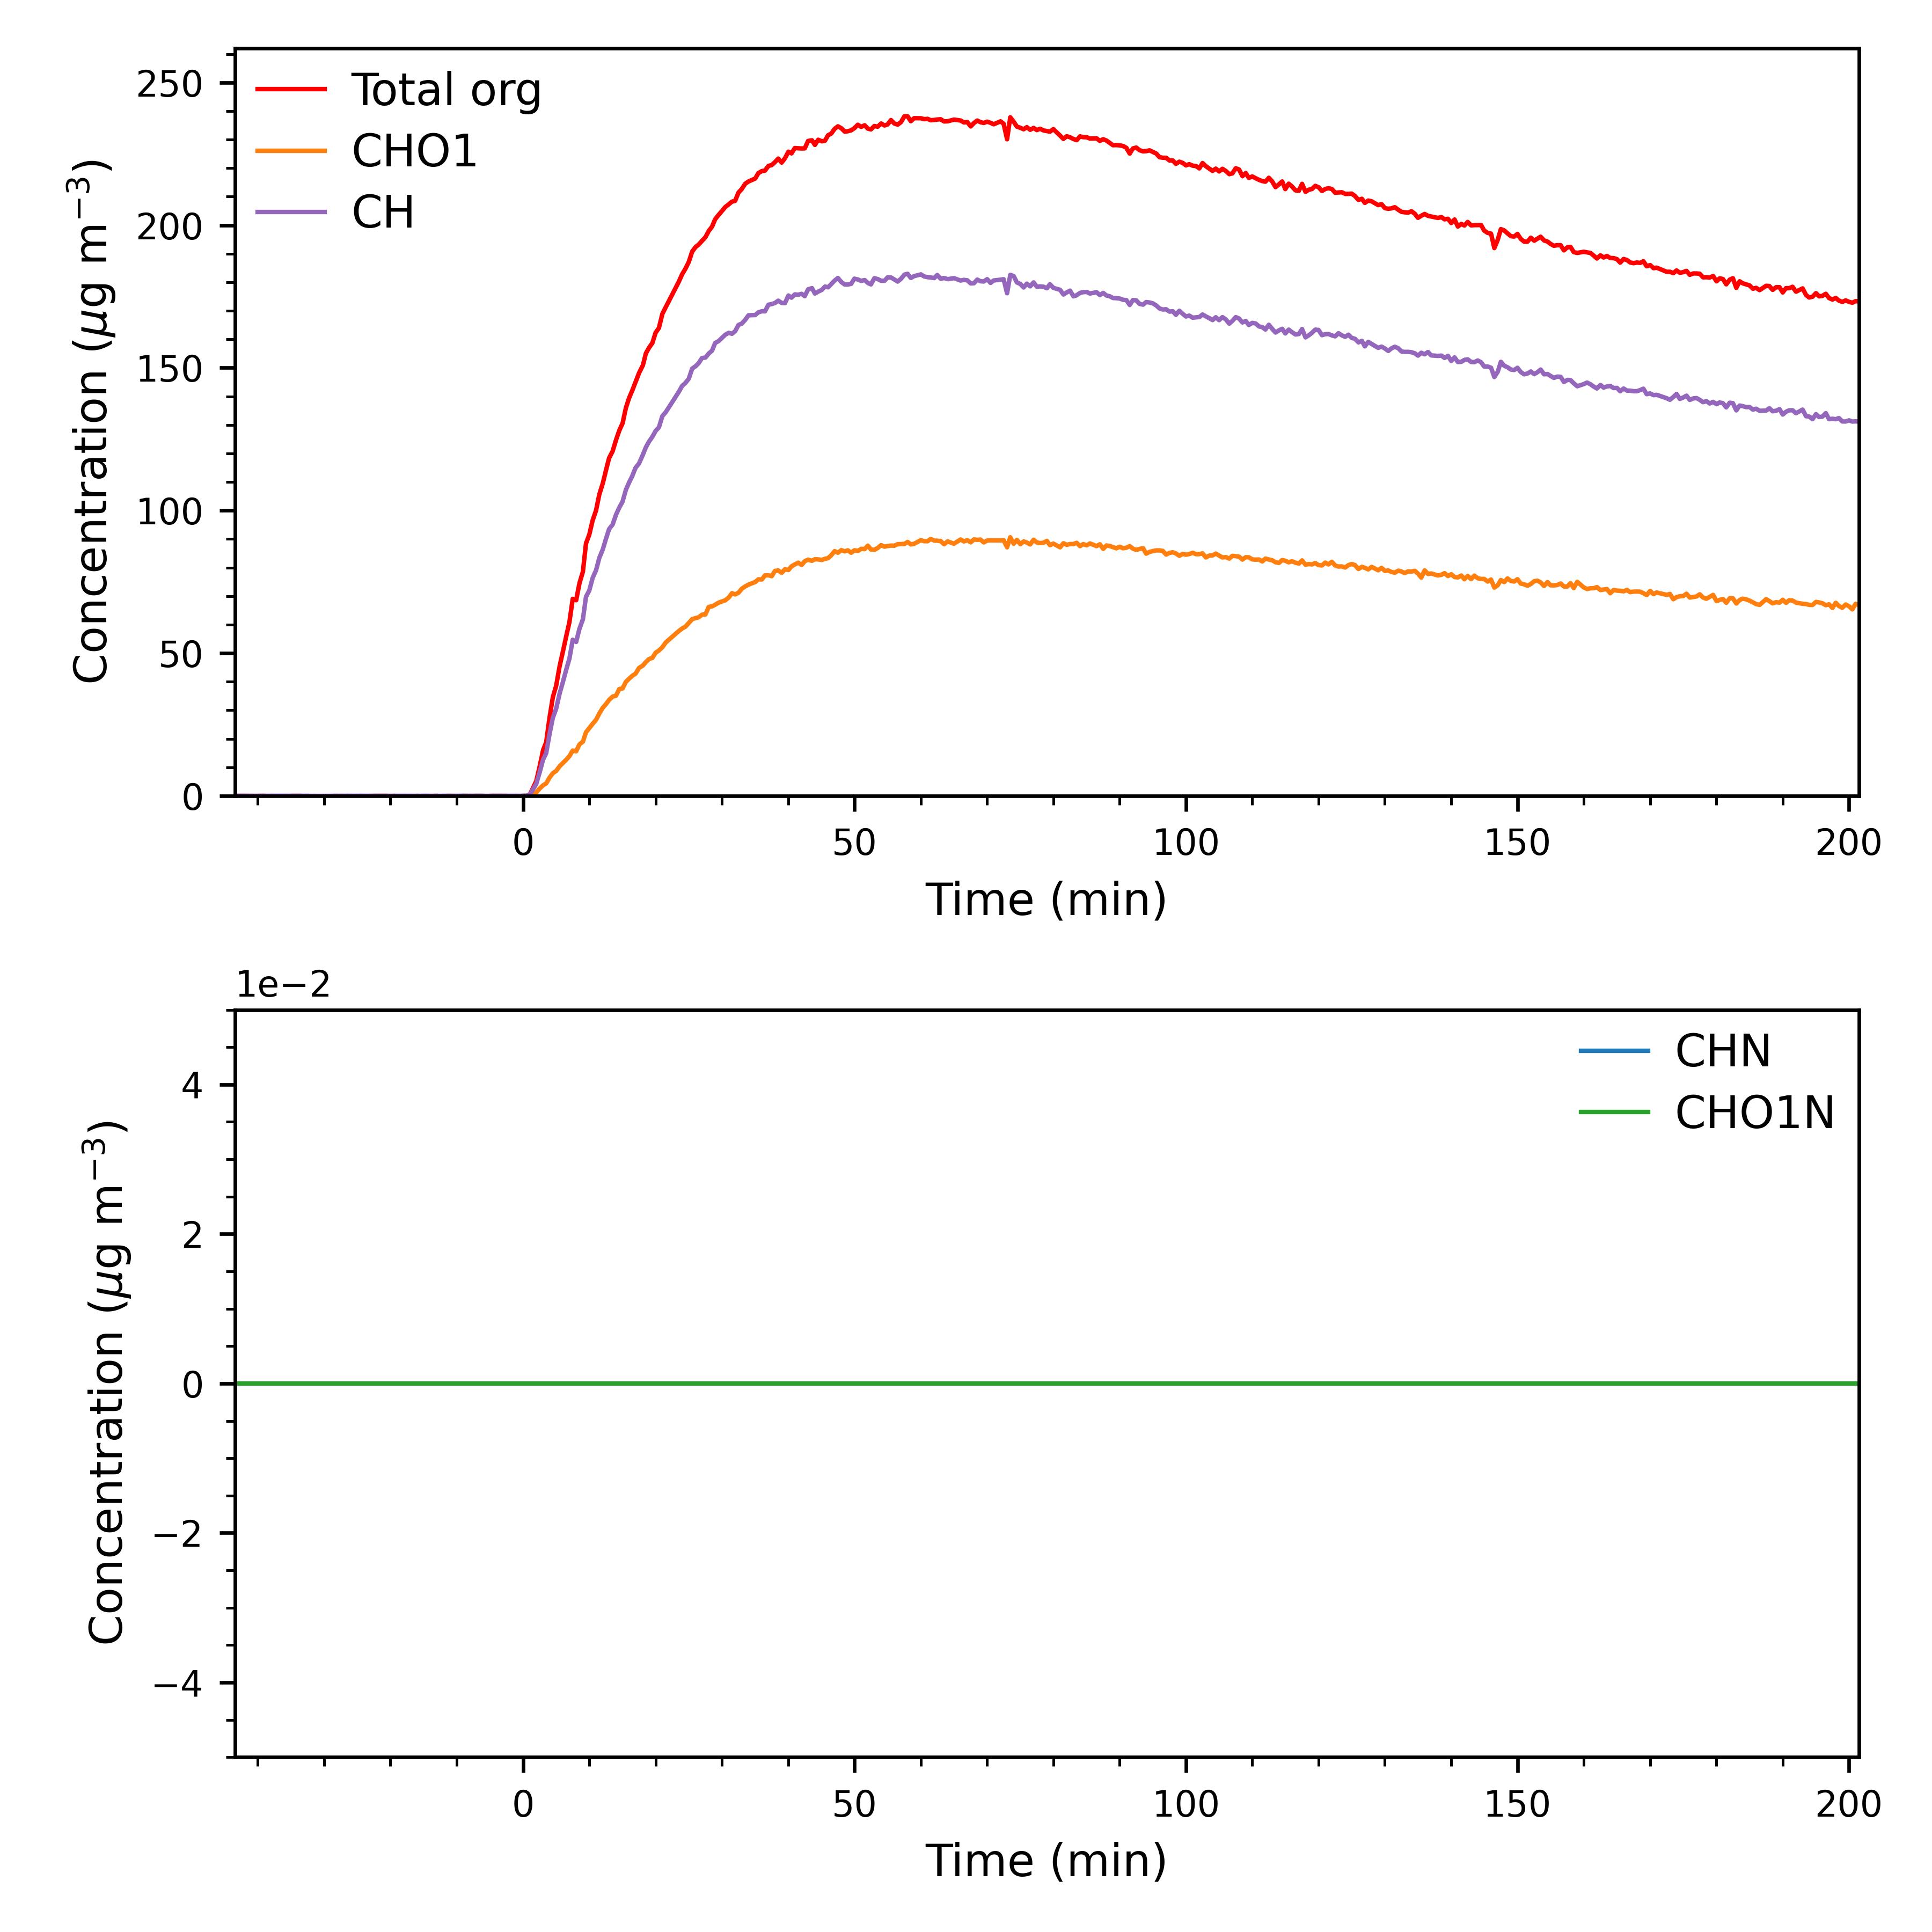 Total org
CHO1
CH
250
200
150
100
50
0
Concentration (μg m⁻³)
0 50 100 150 200
Time (min)
1e−2
CHN
CHO1N
4
2
0
−2
−4
Concentration (μg m⁻³)
0 50 100 150 200
Time (min)